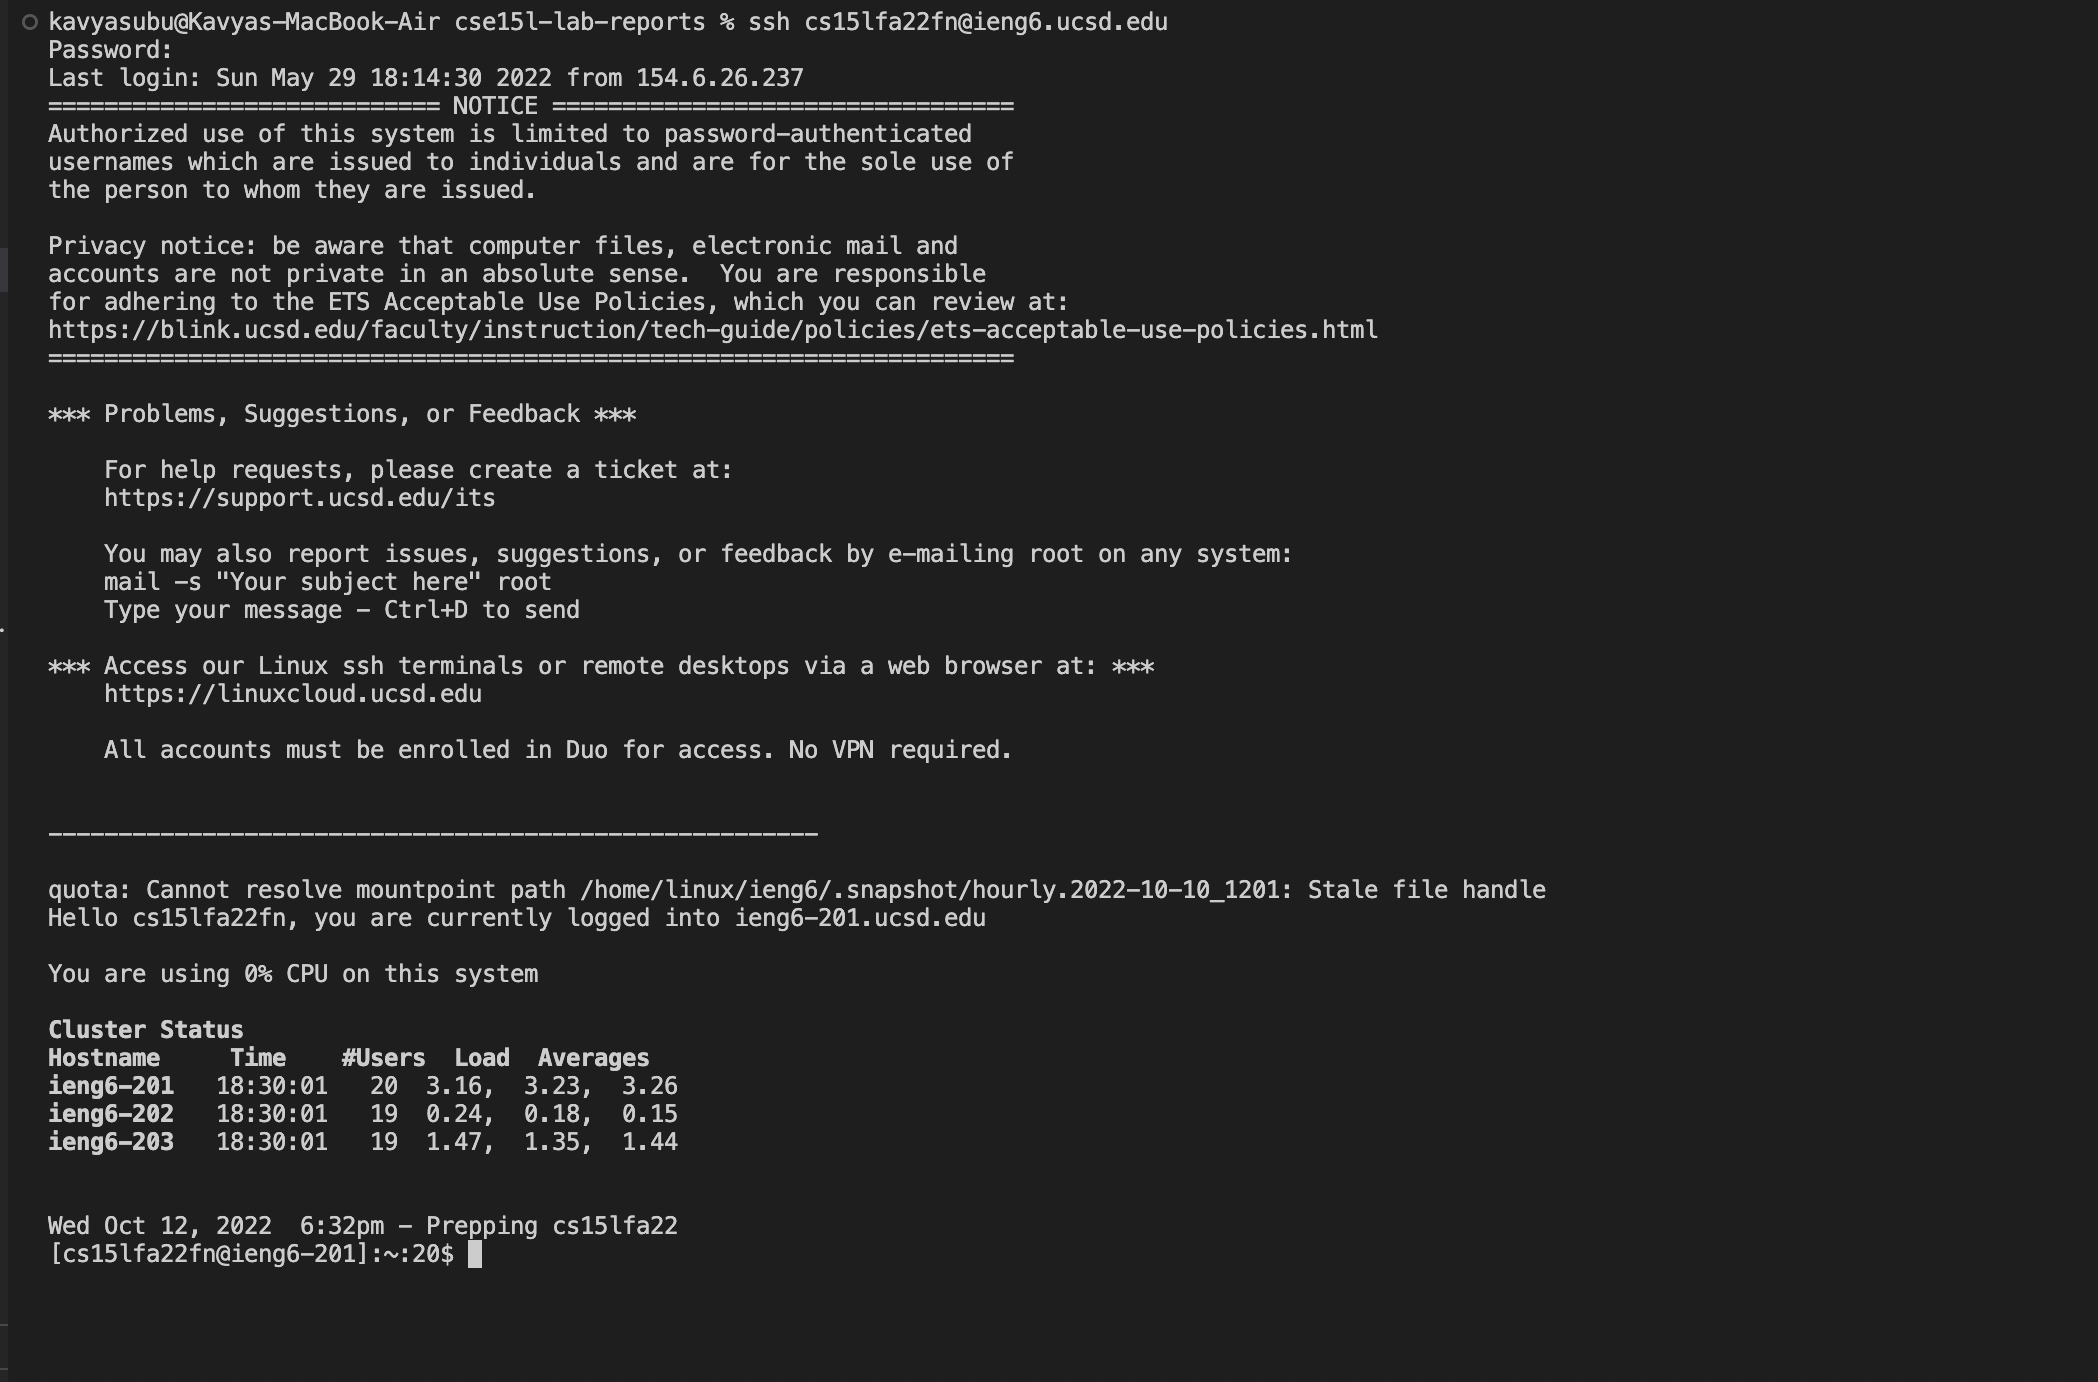 kavyasubu@Kavyas-MacBook-Air cse15l-lab-reports % ssh cs15lfa22fn@ieng6.ucsd.edu
Password:
Last login: Sun May 29 18:14:30 2022 from 154.6.26.237
============================ NOTICE =================================
Authorized use of this system is limited to password-authenticated
usernames which are issued to individuals and are for the sole use of
the person to whom they are issued.

Privacy notice: be aware that computer files, electronic mail and
accounts are not private in an absolute sense.  You are responsible
for adhering to the ETS Acceptable Use Policies, which you can review at:
https://blink.ucsd.edu/faculty/instruction/tech-guide/policies/ets-acceptable-use-policies.html
=====================================================================

*** Problems, Suggestions, or Feedback ***

    For help requests, please create a ticket at:
    https://support.ucsd.edu/its

    You may also report issues, suggestions, or feedback by e-mailing root on any system:
    mail -s "Your subject here" root
    Type your message - Ctrl+D to send

*** Access our Linux ssh terminals or remote desktops via a web browser at: ***
    https://linuxcloud.ucsd.edu

    All accounts must be enrolled in Duo for access. No VPN required.

-------------------------------------------------------

quota: Cannot resolve mountpoint path /home/linux/ieng6/.snapshot/hourly.2022-10-10_1201: Stale file handle
Hello cs15lfa22fn, you are currently logged into ieng6-201.ucsd.edu

You are using 0% CPU on this system

Cluster Status
Hostname     Time    #Users  Load  Averages
ieng6-201   18:30:01   20  3.16,  3.23,  3.26
ieng6-202   18:30:01   19  0.24,  0.18,  0.15
ieng6-203   18:30:01   19  1.47,  1.35,  1.44

Wed Oct 12, 2022  6:32pm - Prepping cs15lfa22
[cs15lfa22fn@ieng6-201]:~:20$